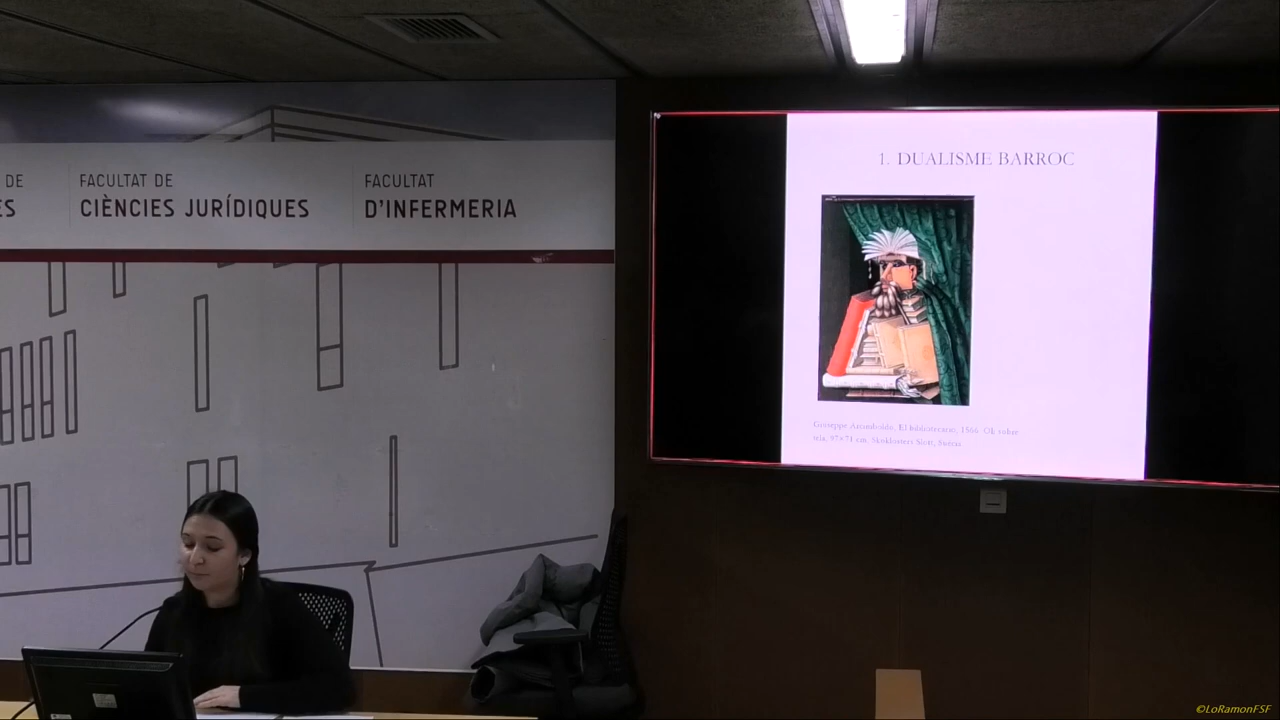 DE
ES
FACULTAT DE
CIÈNCIES JURÍDIQUES
FACULTAT
D'INFERMERIA
1. DUALISME BARROC
Giuseppe Arcimboldo, El bibliotecario, 1566. Oli sobre
tela, 97×71 cm. Skoklosters Slott, Suècia
©LoRamonFSF